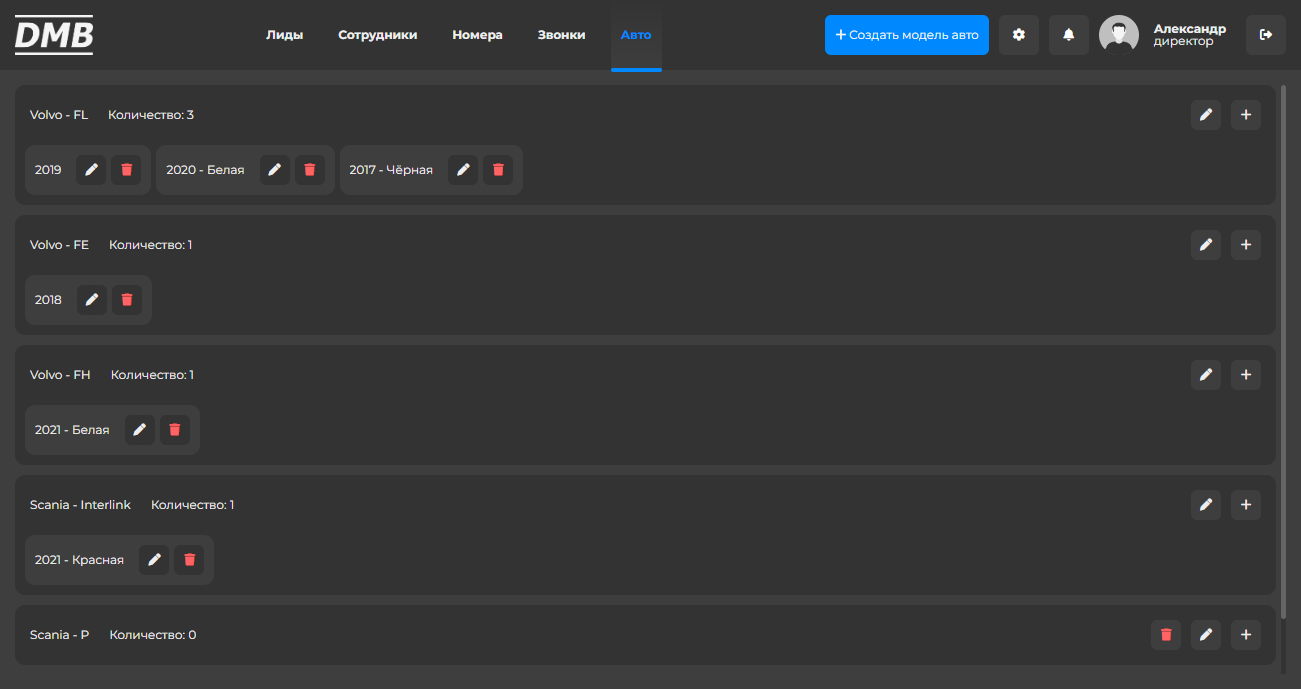 DMB
Лиды Сотрудники Номера Звонки Авто
+ Создать модель авто
Александр
директор
Volvo - FL Количество: 3
2019 2020 - Белая 2017 - Чёрная
Volvo - FE Количество: 1
2018
Volvo - FH Количество: 1
2021 - Белая
Scania - Interlink Количество: 1
2021 - Красная
Scania - P Количество: 0